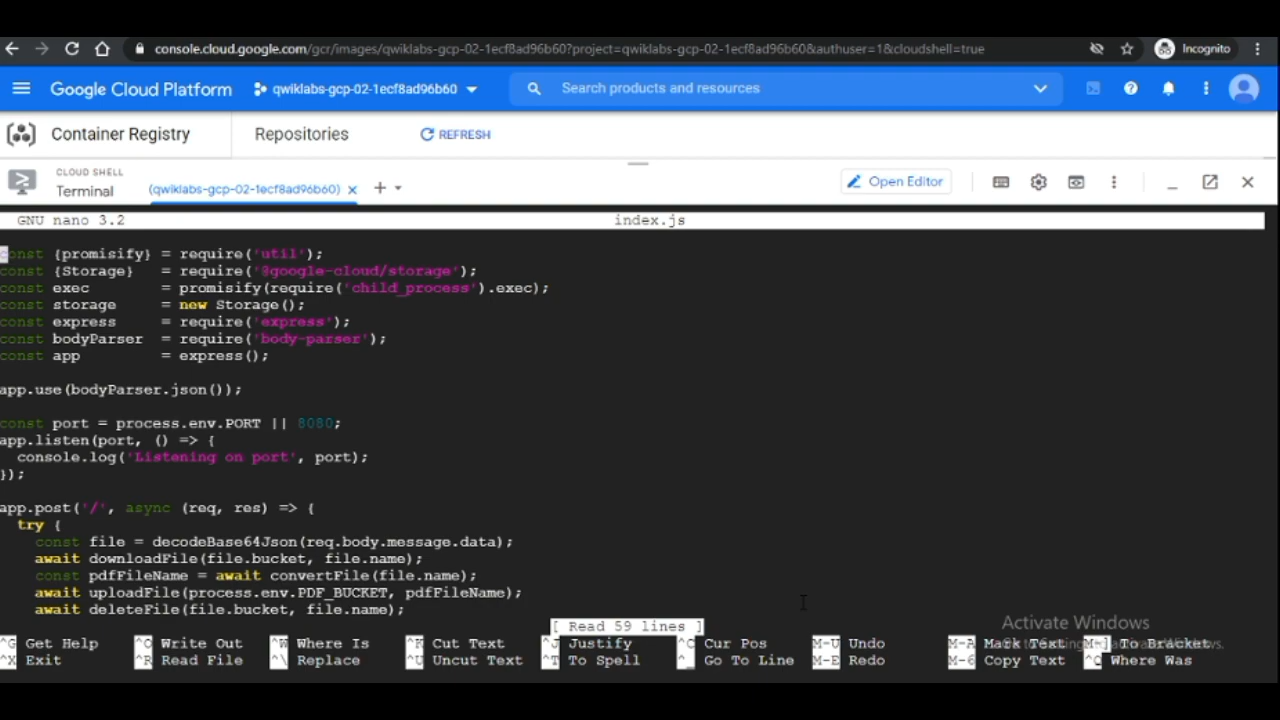 console.cloud.google.com/gcr/images/qwiklabs-gcp-02-1ecf8ad96b60?project=qwiklabs-gcp-02-1ecf8ad96b60&authuser=1&cloudshell=true Incognito
Google Cloud Platform qwiklabs-gcp-02-1ecf8ad96b60 Search products and resources
Container Registry Repositories REFRESH
CLOUD SHELL
Terminal (qwiklabs-gcp-02-1ecf8ad96b60) Open Editor
GNU nano 3.2 index.js
const {promisify} = require('util');
const {Storage} = require('@google-cloud/storage');
const exec = promisify(require('child_process').exec);
const storage = new Storage();
const express = require('express');
const bodyParser = require('body-parser');
const app = express();
app.use(bodyParser.json());
const port = process.env.PORT || 8080;
app.listen(port, () => {
console.log('Listening on port', port);
});
app.post('/', async (req, res) => {
try {
const file = decodeBase64Json(req.body.message.data);
await downloadFile(file.bucket, file.name);
const pdfFileName = await convertFile(file.name);
await uploadFile(process.env.PDF_BUCKET, pdfFileName);
await deleteFile(file.bucket, file.name);
[ Read 59 lines ]
Activate Windows
^G Get Help ^O Write Out ^W Where Is ^K Cut Text ^J Justify ^C Cur Pos M-U Undo M-A Mark Text M-] To Bracket
^X Exit ^R Read File ^\ Replace ^U Uncut Text ^T To Spell ^_ Go To Line M-E Redo M-6 Copy Text ^Q Where Was